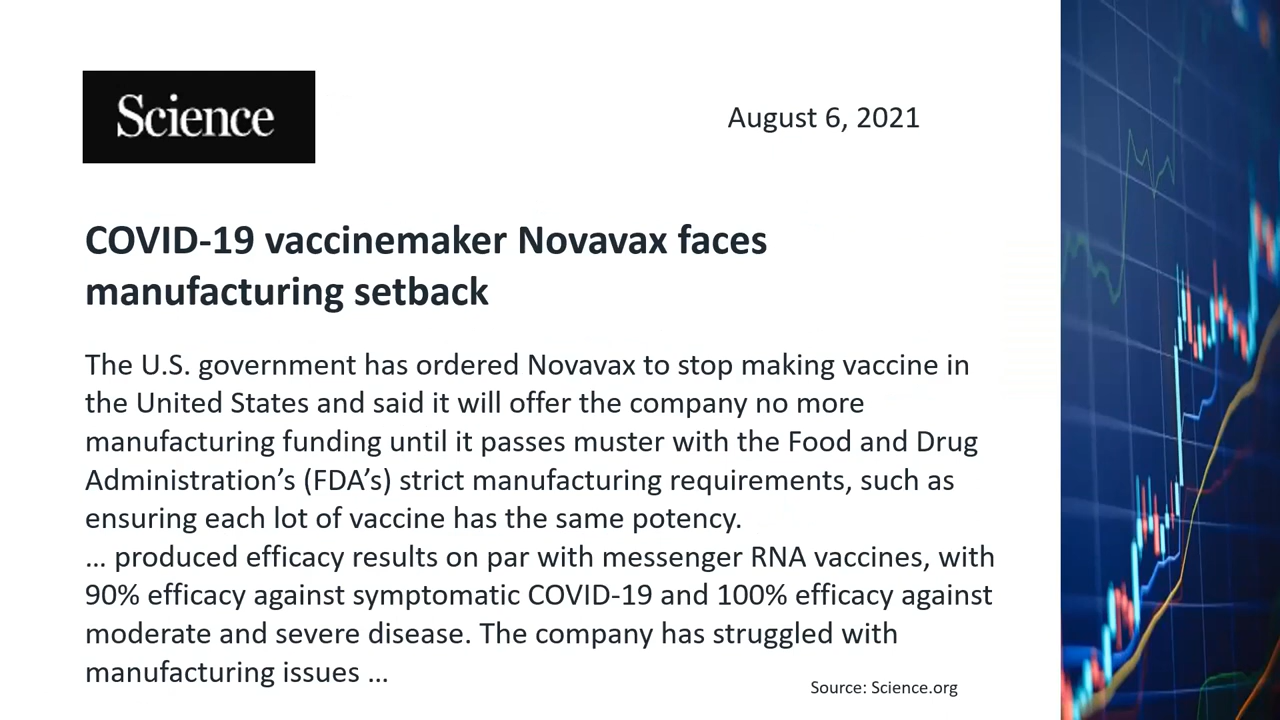 Science
August 6, 2021
COVID-19 vaccinemaker Novavax faces
manufacturing setback
The U.S. government has ordered Novavax to stop making vaccine in
the United States and said it will offer the company no more
manufacturing funding until it passes muster with the Food and Drug
Administration’s (FDA’s) strict manufacturing requirements, such as
ensuring each lot of vaccine has the same potency.
… produced efficacy results on par with messenger RNA vaccines, with
90% efficacy against symptomatic COVID-19 and 100% efficacy against
moderate and severe disease. The company has struggled with
manufacturing issues …
Source: Science.org